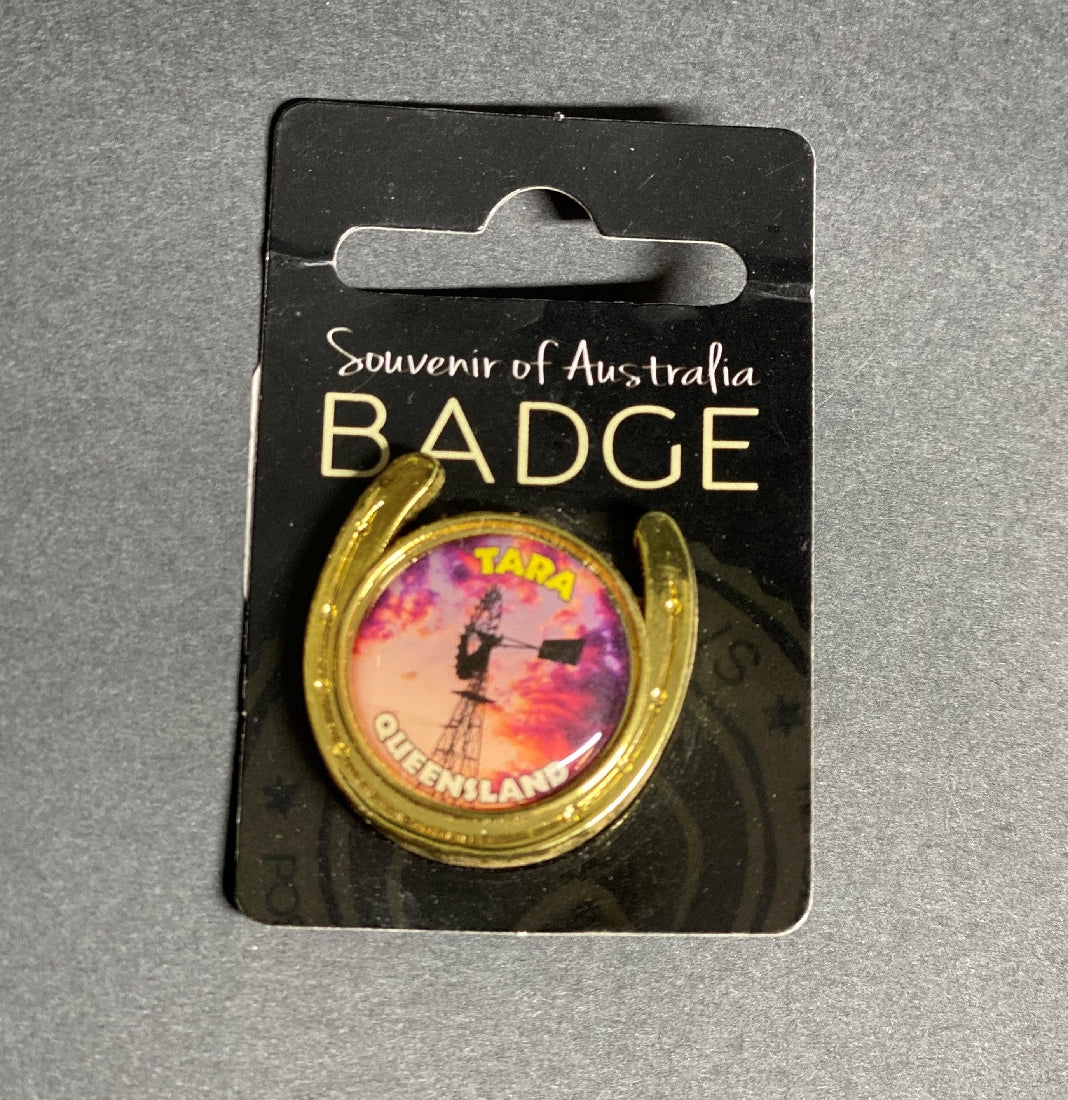 Souvenir of Australia
BADGE
TARA
QUEENSLAND